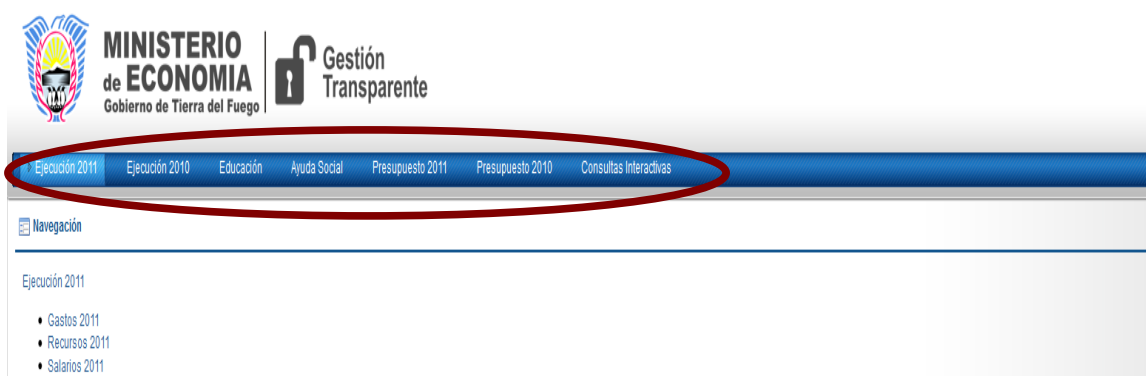 MINISTERIO
de ECONOMIA
Gobierno de Tierra del Fuego
Gestión
Transparente
Ejecución 2011 Ejecución 2010 Educación Ayuda Social Presupuesto 2011 Presupuesto 2010 Consultas Interactivas
Navegación
Ejecución 2011
Gastos 2011
Recursos 2011
Salarios 2011